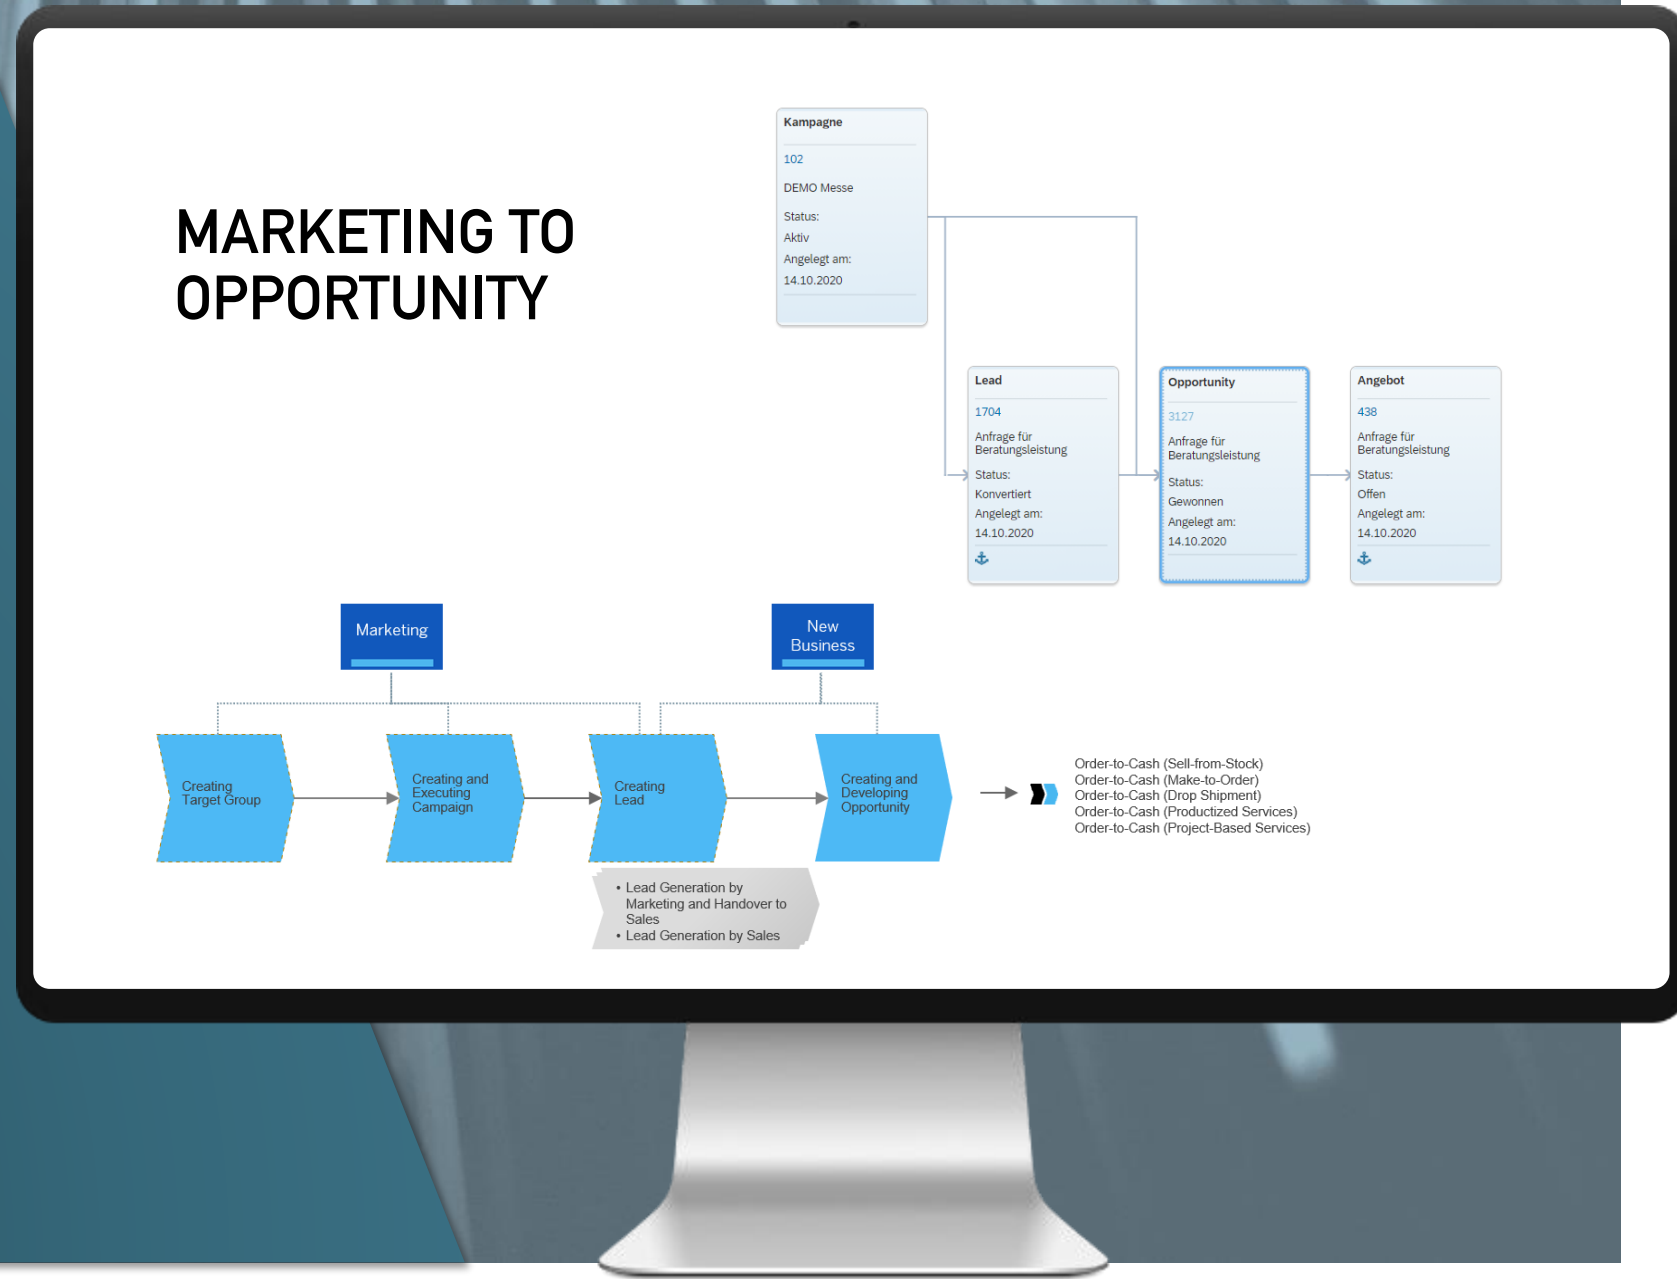 MARKETING TO
OPPORTUNITY
Kampagne
102
DEMO Messe
Status:
Aktiv
Angelegt am:
14.10.2020
Lead
1704
Anfrage für
Beratungsleistung
Status:
Konvertiert
Angelegt am:
14.10.2020
Opportunity
3127
Anfrage für
Beratungsleistung
Status:
Gewonnen
Angelegt am:
14.10.2020
Angebot
438
Anfrage für
Beratungsleistung
Status:
Offen
Angelegt am:
14.10.2020
Marketing
New
Business
Creating
Target Group
Creating and
Executing
Campaign
Creating
Lead
Creating and
Developing
Opportunity
Order-to-Cash (Sell-from-Stock)
Order-to-Cash (Make-to-Order)
Order-to-Cash (Drop Shipment)
Order-to-Cash (Productized Services)
Order-to-Cash (Project-Based Services)
• Lead Generation by
Marketing and Handover to
Sales
• Lead Generation by Sales